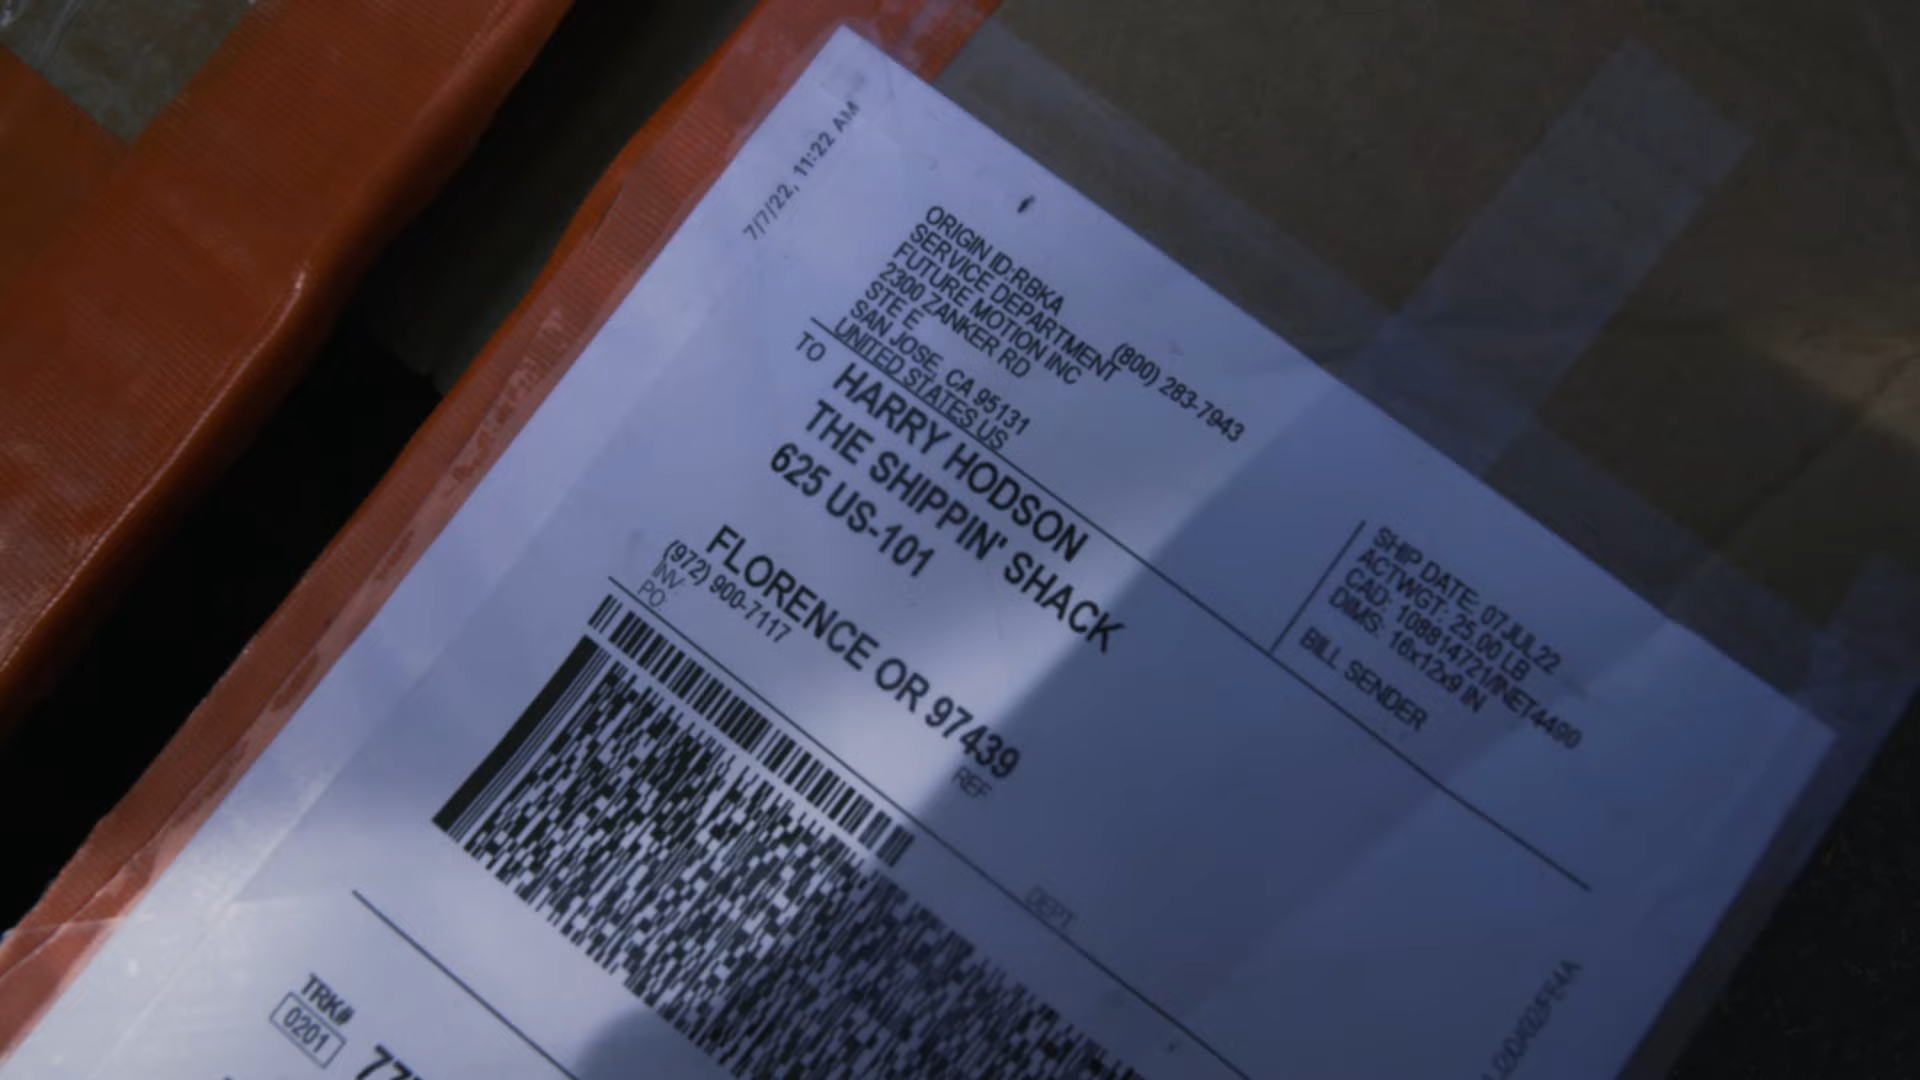 7/7/22, 11:22 AM
ORIGIN ID:RBKA (800) 283-7943
SERVICE DEPARTMENT
FUTURE MOTION INC
2300 ZANKER RD
STE E
SAN JOSE, CA 95131
UNITED STATES US
SHIP DATE: 07JUL22
ACTWGT: 25.00 LB
CAD: 108814721/INET4490
DIMS: 16x12x9 IN
BILL SENDER
TO HARRY HODSON
THE SHIPPIN' SHACK
625 US-101
FLORENCE OR 97439
(972) 900-7117 REF:
INV:
PO: DEPT:
TRK#
0201